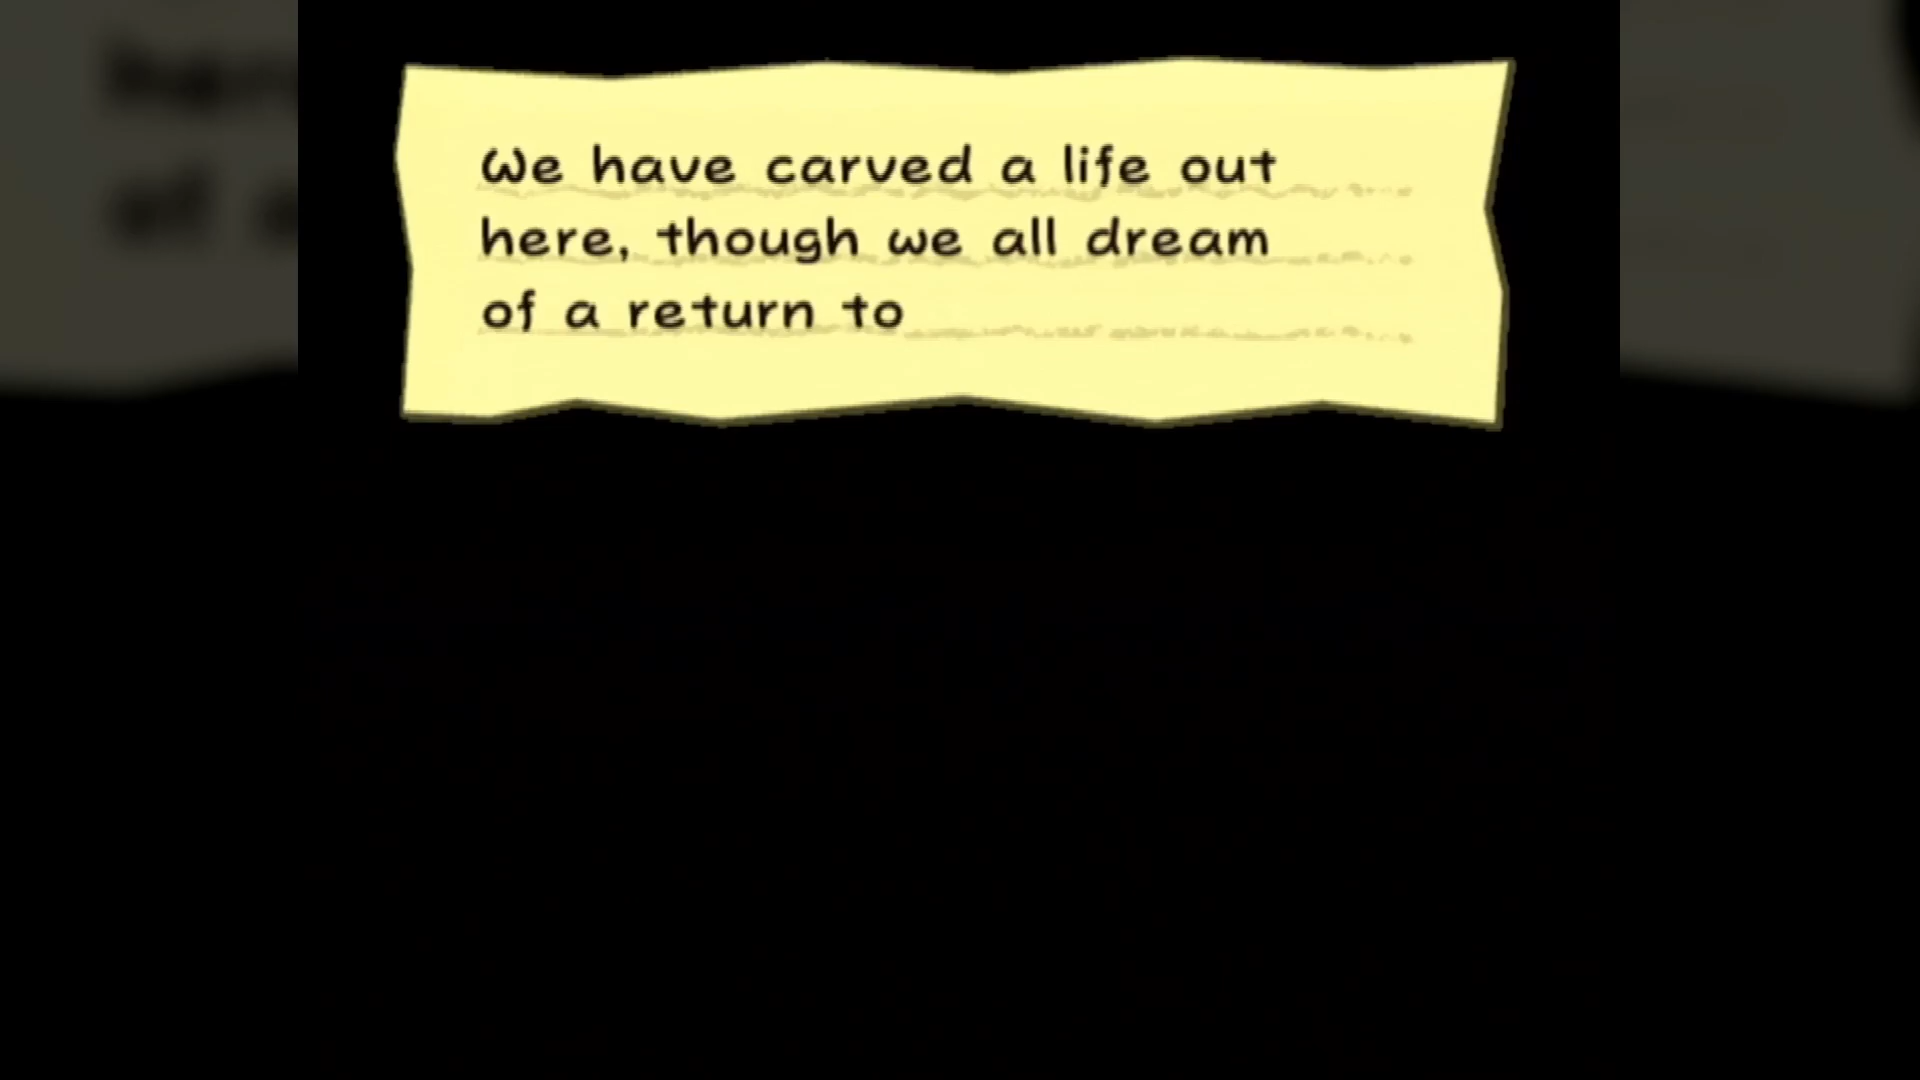 We have carved a life out
here, though we all dream
of a return to